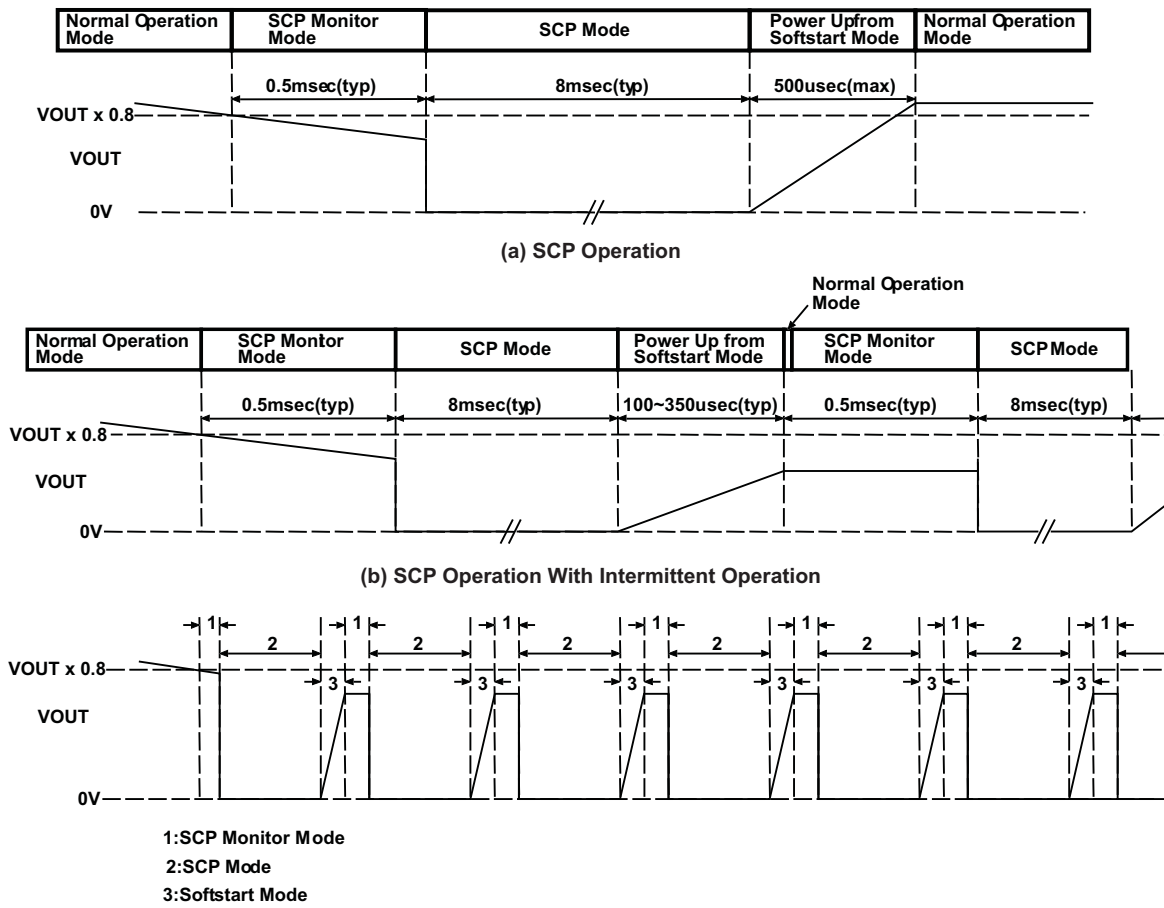 Normal Operation Mode
SCP Monitor Mode
SCP Mode
Power Upfrom Softstart Mode
Normal Operation Mode
0.5msec(typ)
8msec(typ)
500usec(max)
VOUT x 0.8
VOUT
0V
(a) SCP Operation
Normal Operation Mode
Normal Operation Mode
SCP Monitor Mode
SCP Mode
Power Up from Softstart Mode
SCP Monitor Mode
SCP Mode
0.5msec(typ)
8msec(typ)
100~350usec(typ)
0.5msec(typ)
8msec(typ)
VOUT x 0.8
VOUT
0V
(b) SCP Operation With Intermittent Operation
1 1 1 1 1 1 1
2 2 2 2 2 2
VOUT x 0.8
3 3 3 3 3 3
VOUT
0V
1:SCP Monitor Mode
2:SCP Mode
3:Softstart Mode